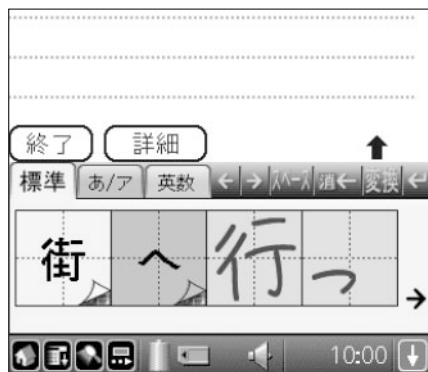 終了 詳細
標準 あ/ア 英数 ← → スペース 消← 変換 ↵
街へ行っ →
10:00